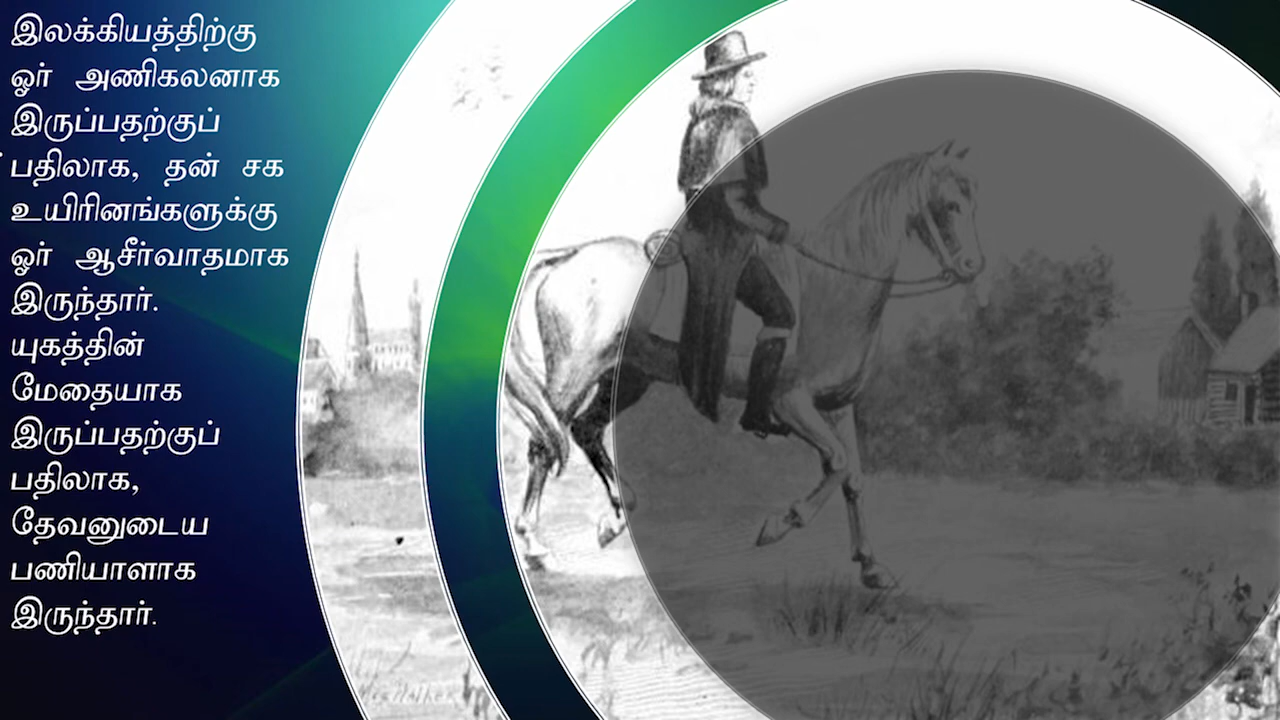 இலக்கியத்திற்கு
ஓர் அணிகலனாக
இருப்பதற்குப்
பதிலாக, தன் சக
உயிரினங்களுக்கு
ஓர் ஆசீர்வாதமாக
இருந்தார்.
யுகத்தின்
மேதையாக
இருப்பதற்குப்
பதிலாக,
தேவனுடைய
பணியாளாக
இருந்தார்.